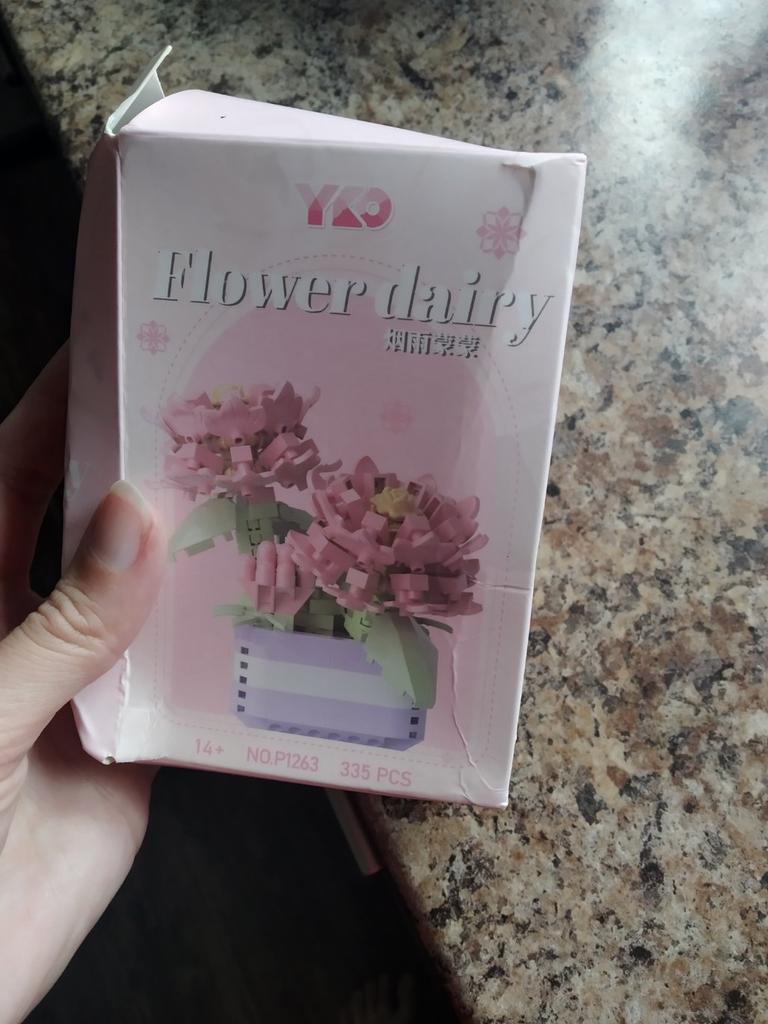 YKO
Flower dairy
烟雨蒙蒙
14+ NO.P1263 335 PCS